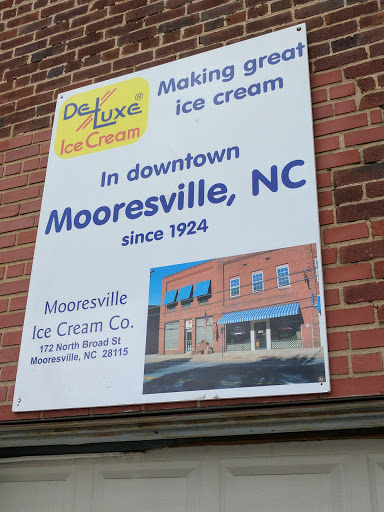 DeLuxe®
Ice Cream
Making great
ice cream
In downtown
Mooresville, NC
since 1924
Mooresville
Ice Cream Co.
172 North Broad St
Mooresville, NC 28115